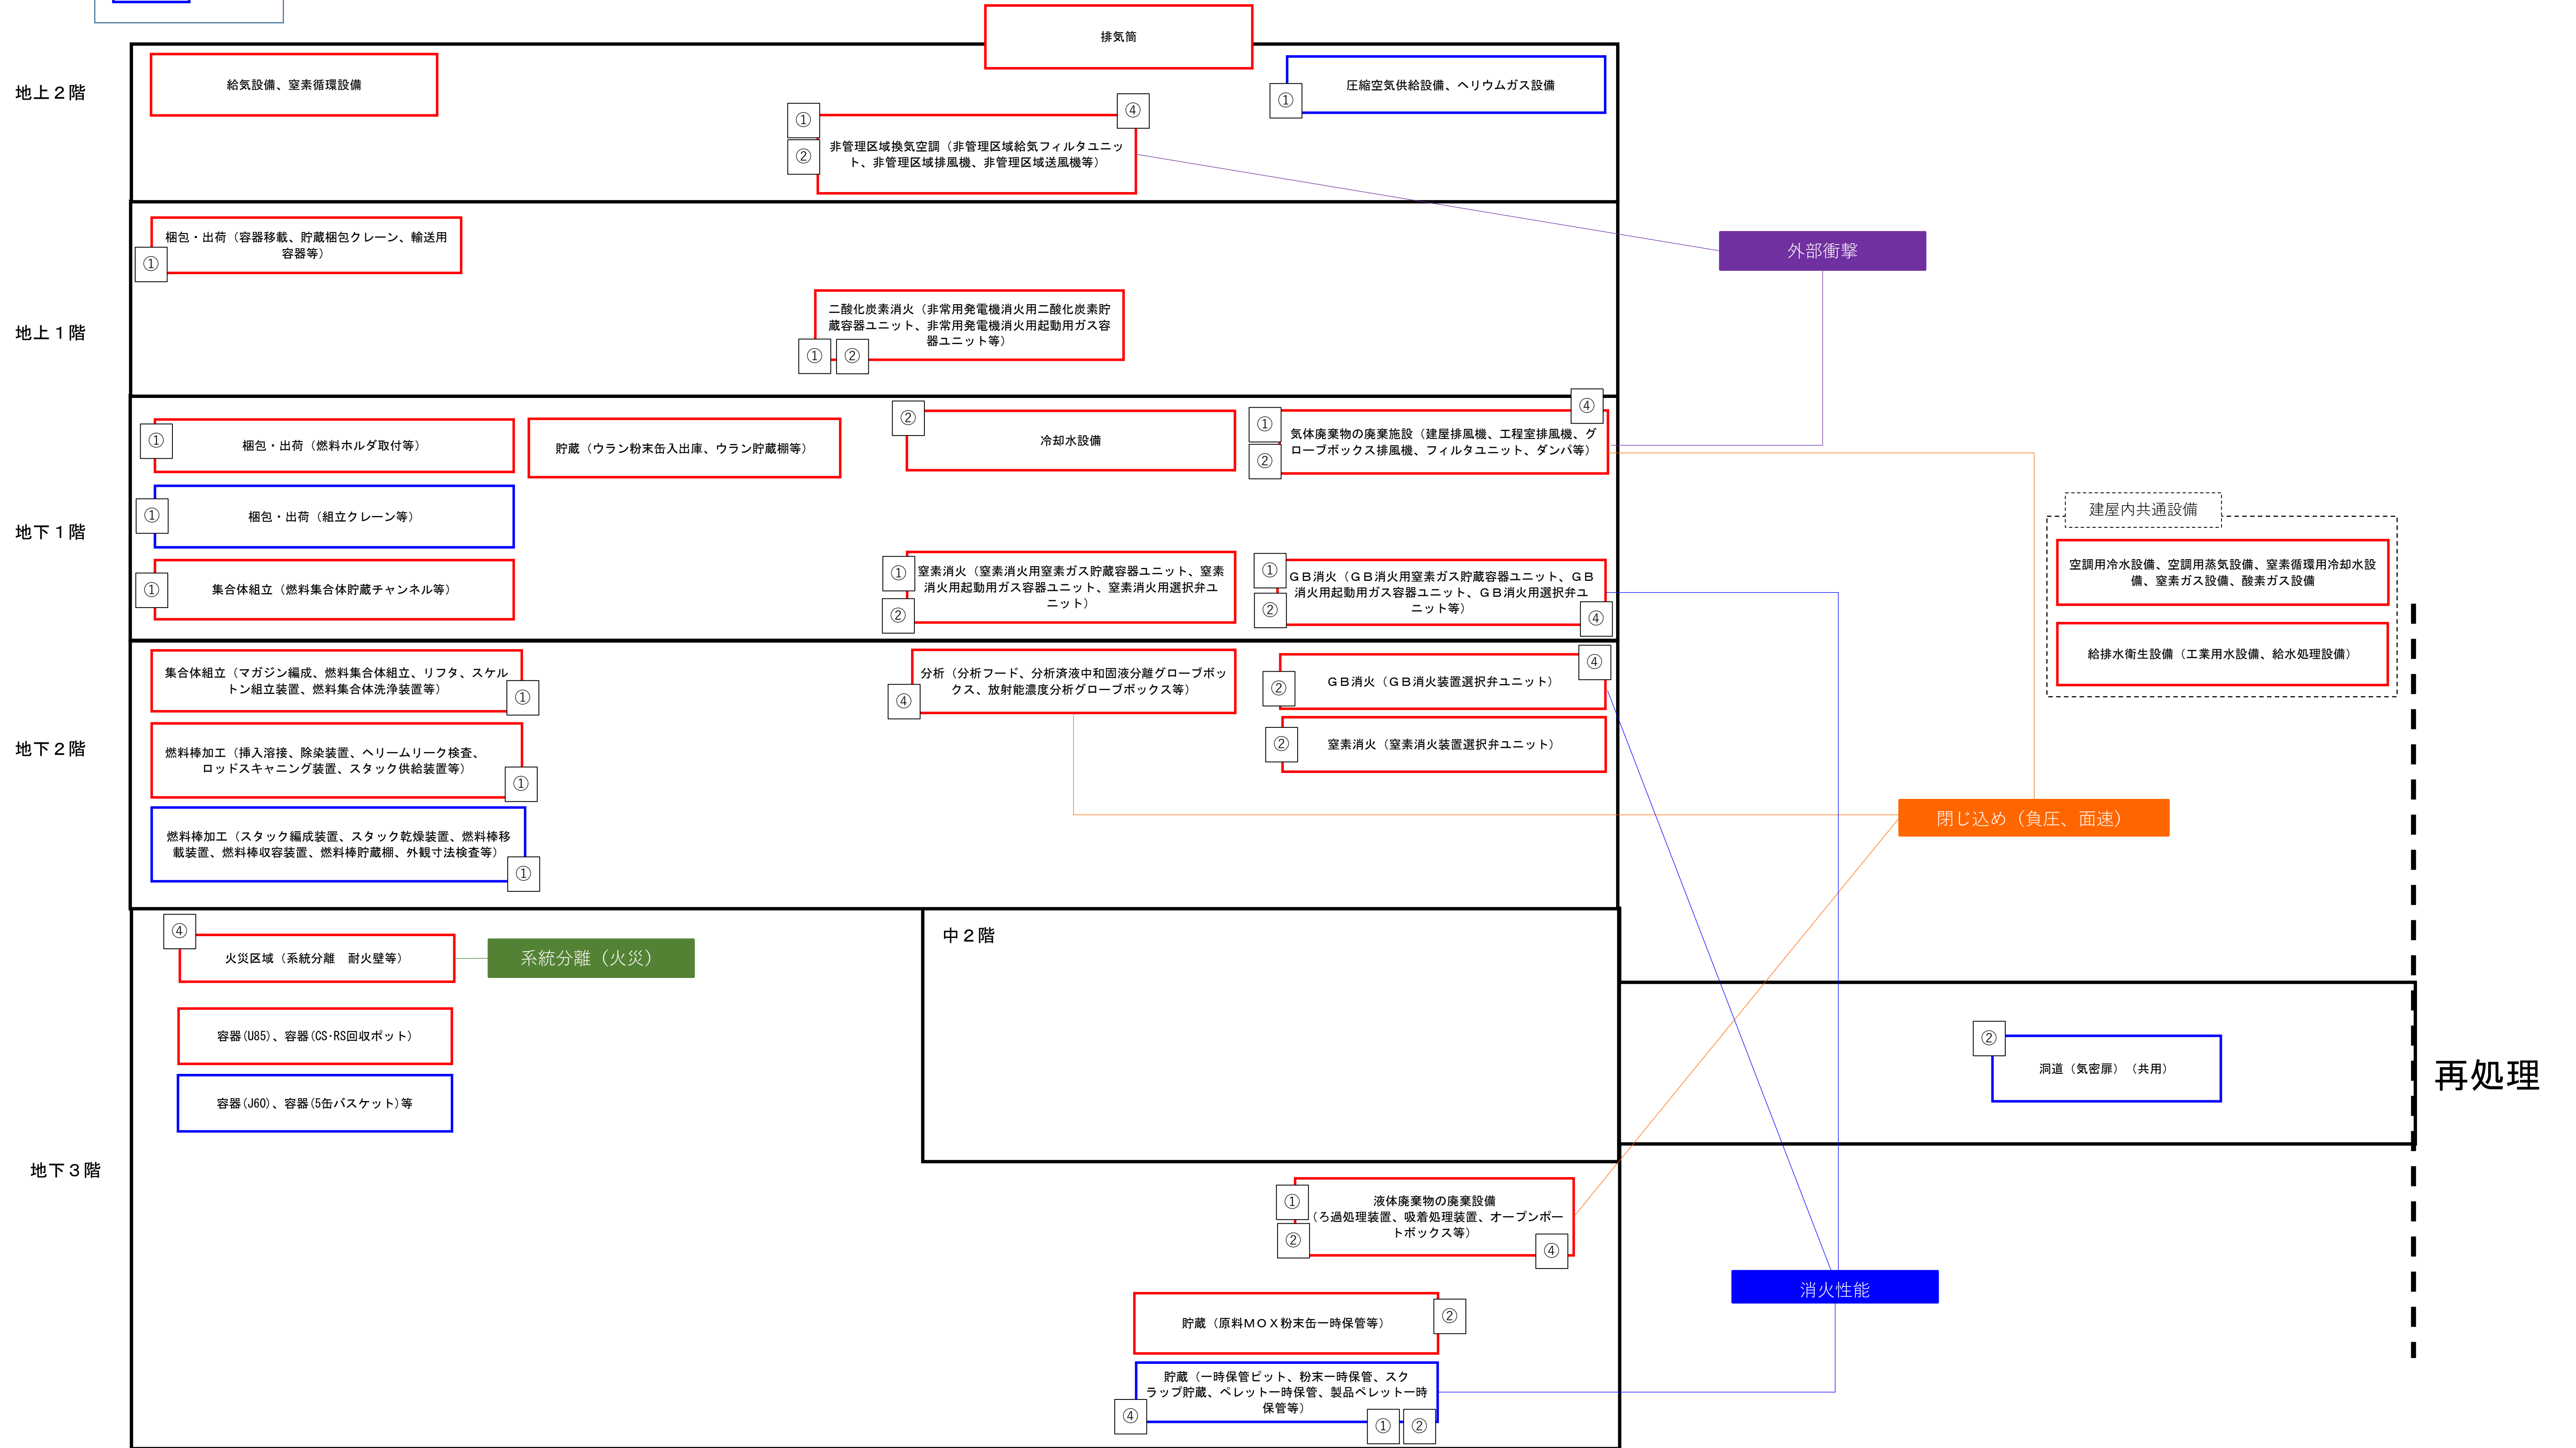 排気筒
地上２階
給気設備、窒素循環設備
①
圧縮空気供給設備、ヘリウムガス設備
①
②
④
非管理区域換気空調（非管理区域給気フィルタユニッ
ト、非管理区域排風機、非管理区域送風機等）
地上１階
梱包・出荷（容器移載、貯蔵梱包クレーン、輸送用
容器等）
①
外部衝撃
二酸化炭素消火（非常用発電機消火用二酸化炭素貯
蔵容器ユニット、非常用発電機消火用起動用ガス容
器ユニット等）
①
②
地下１階
①
梱包・出荷（燃料ホルダ取付等）
貯蔵（ウラン粉末缶入出庫、ウラン貯蔵棚等）
②
冷却水設備
①
②
④
気体廃棄物の廃棄施設（建屋排風機、工程室排風機、グ
ローブボックス排風機、フィルタユニット、ダンパ等）
①
梱包・出荷（組立クレーン等）
①
集合体組立（燃料集合体貯蔵チャンネル等）
①
②
窒素消火（窒素消火用窒素ガス貯蔵容器ユニット、窒素
消火用起動用ガス容器ユニット、窒素消火用選択弁ユ
ニット）
①
②
④
ＧＢ消火（ＧＢ消火用窒素ガス貯蔵容器ユニット、ＧＢ
消火用起動用ガス容器ユニット、ＧＢ消火用選択弁ユ
ニット等）
建屋内共通設備
空調用冷水設備、空調用蒸気設備、窒素循環用冷却水設
備、窒素ガス設備、酸素ガス設備
給排水衛生設備（工業用水設備、給水処理設備）
地下２階
集合体組立（マガジン編成、燃料集合体組立、リフタ、スケル
トン組立装置、燃料集合体洗浄装置等）
①
④
分析（分析フード、分析済液中和固液分離グローブボッ
クス、放射能濃度分析グローブボックス等）
②
④
ＧＢ消火（ＧＢ消火装置選択弁ユニット）
②
窒素消火（窒素消火装置選択弁ユニット）
燃料棒加工（挿入溶接、除染装置、ヘリームリーク検査、
ロッドスキャニング装置、スタック供給装置等）
①
燃料棒加工（スタック編成装置、スタック乾燥装置、燃料棒移
載装置、燃料棒収容装置、燃料棒貯蔵棚、外観寸法検査等）
①
閉じ込め（負圧、面速）
地下３階
④
火災区域（系統分離　耐火壁等）
系統分離（火災）
中２階
容器(U85)、容器(CS･RS回収ポット)
容器(J60)、容器(5缶バスケット)等
②
洞道（気密扉）（共用）
再処理
①
②
④
液体廃棄物の廃棄設備
（ろ過処理装置、吸着処理装置、オープンポー
トボックス等）
消火性能
貯蔵（原料ＭＯＸ粉末缶一時保管等）
②
貯蔵（一時保管ピット、粉末一時保管、スク
ラップ貯蔵、ペレット一時保管、製品ペレット一時
保管等）
④
①
②